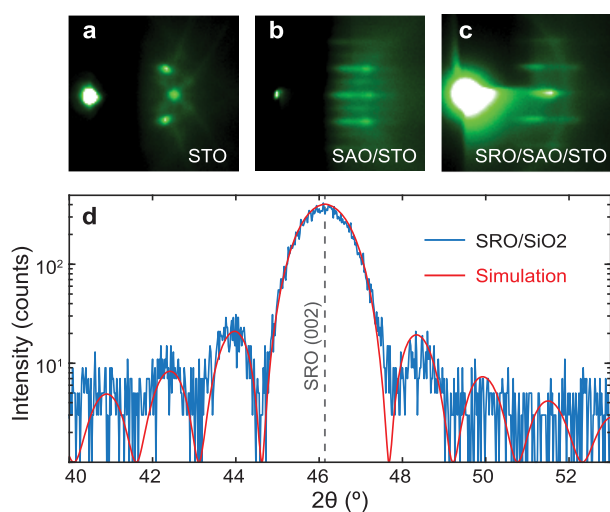 a
b
c
STO
SAO/STO
SRO/SAO/STO
d
SRO/SiO2
Simulation
SRO (002)
Intensity (counts)
10²
10¹
40
42
44
46
48
50
52
2θ (º)